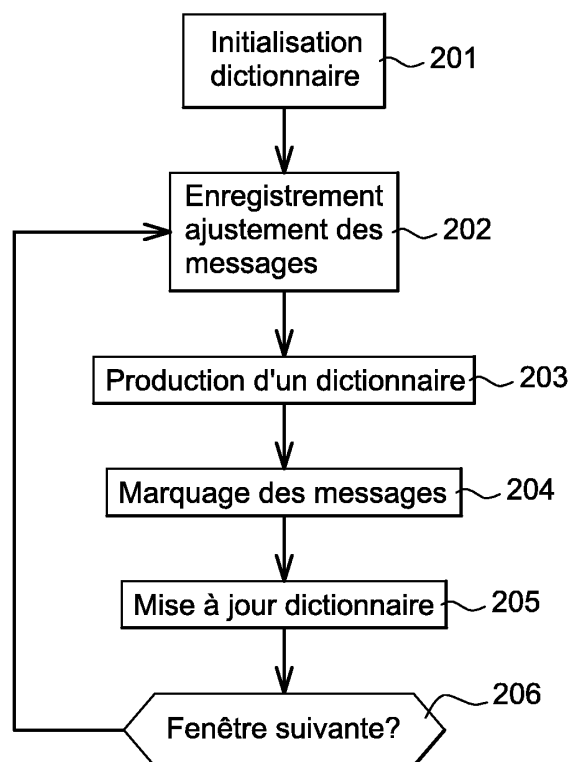 Initialisation
dictionnaire
201
Enregistrement
ajustement des
messages
202
Production d'un dictionnaire
203
Marquage des messages
204
Mise à jour dictionnaire
205
206
Fenêtre suivante?